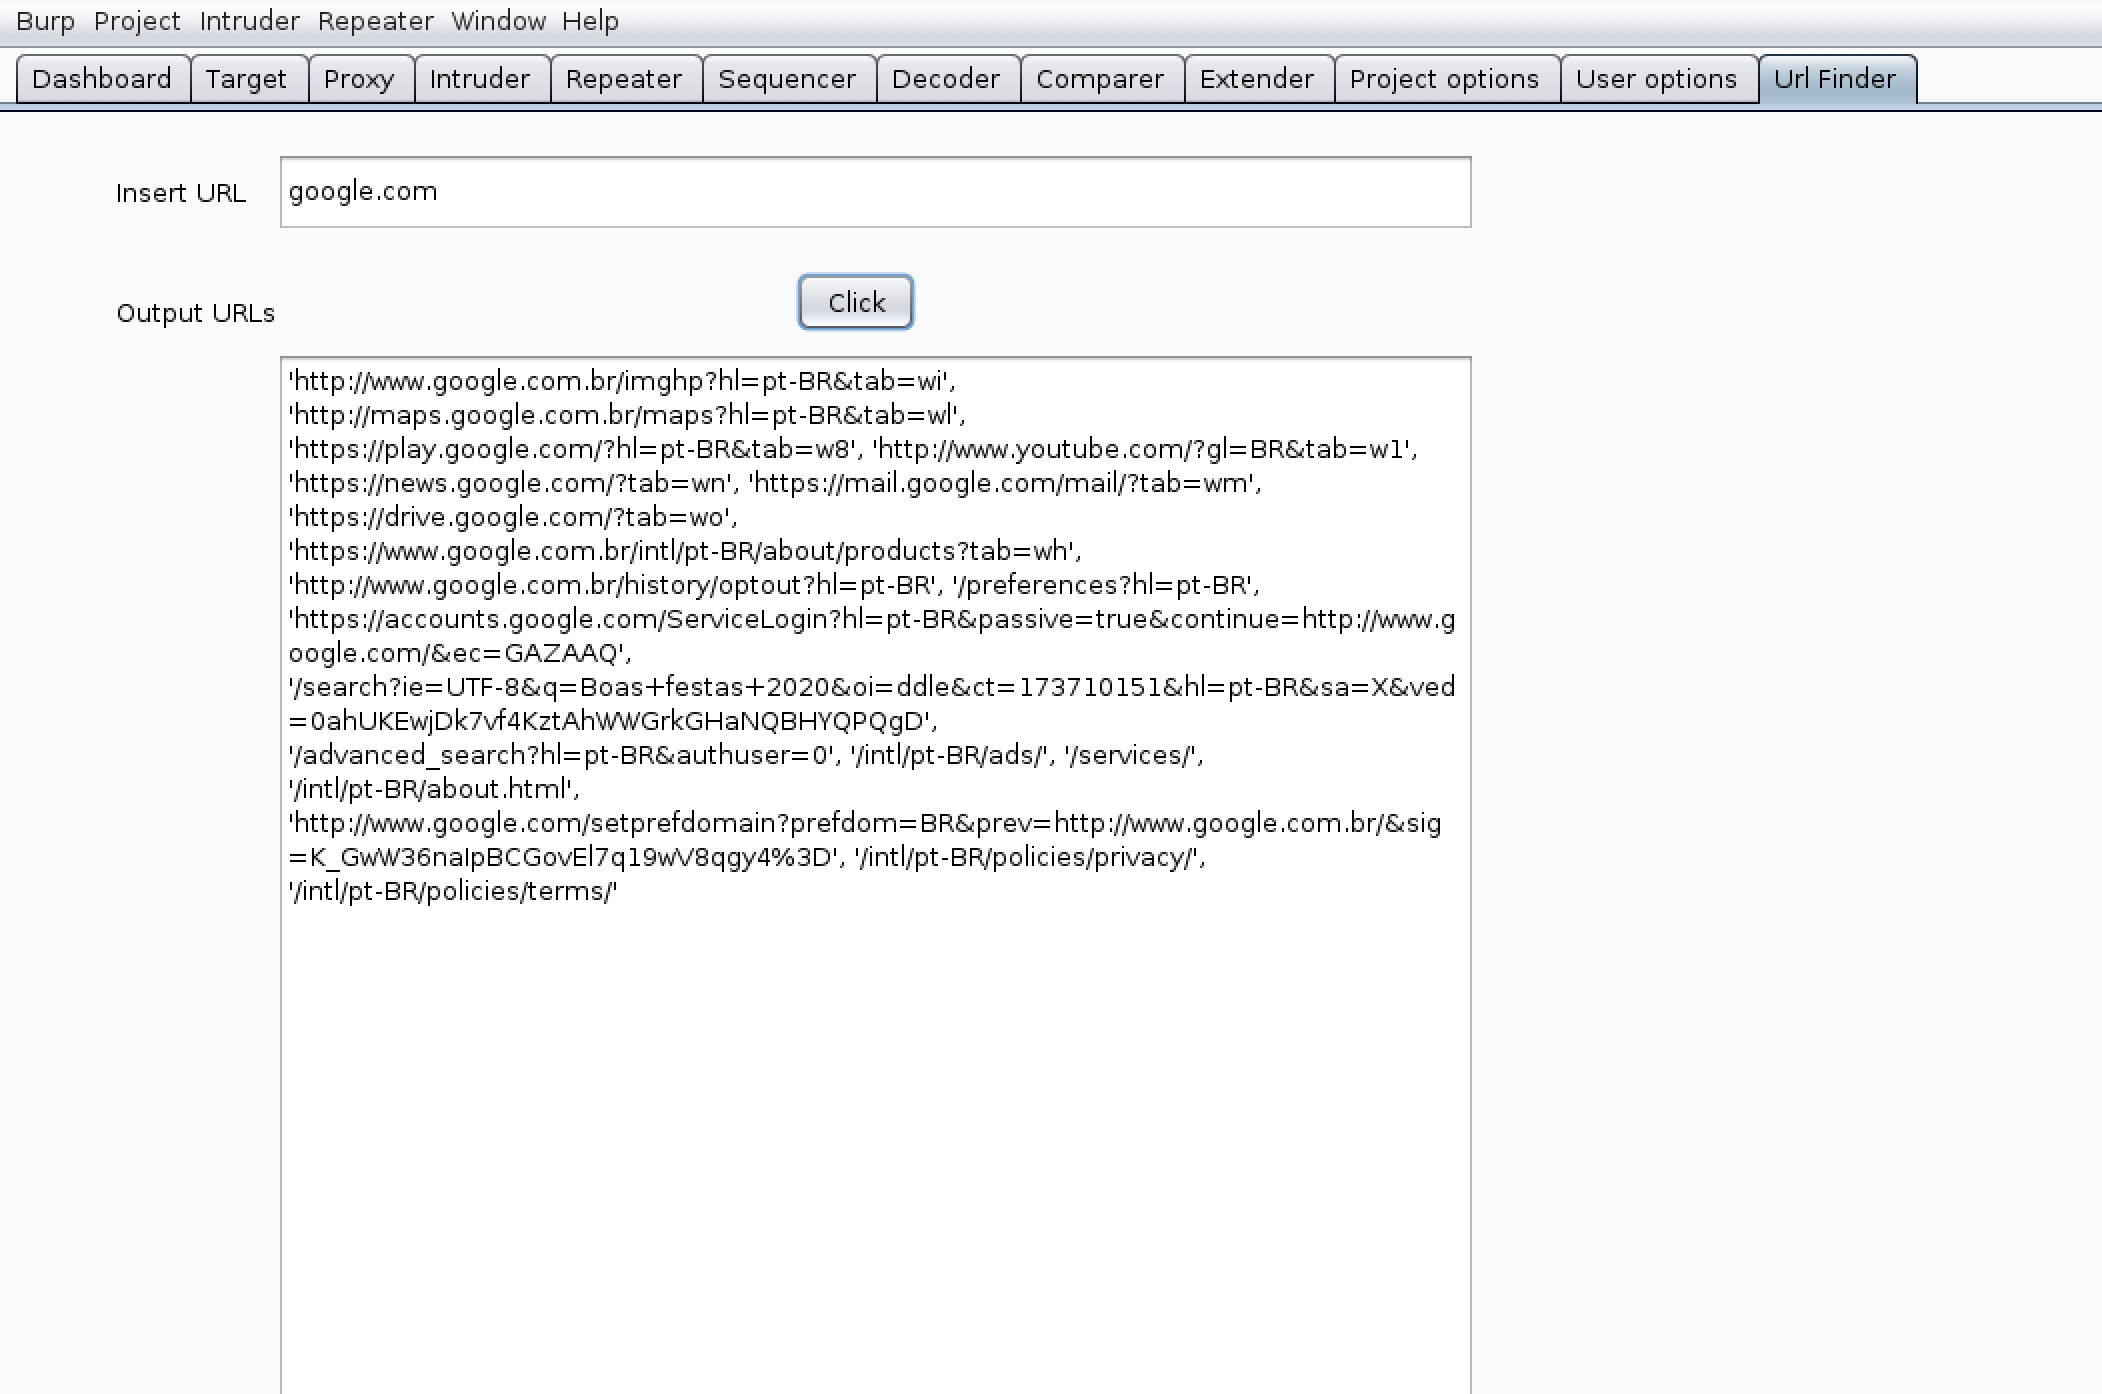 Burp Project Intruder Repeater Window Help
Dashboard Target Proxy Intruder Repeater Sequencer Decoder Comparer Extender Project options User options Url Finder
Insert URL google.com
Click
Output URLs
'http://www.google.com.br/imghp?hl=pt-BR&tab=wi',
'http://maps.google.com.br/maps?hl=pt-BR&tab=wl',
'https://play.google.com/?hl=pt-BR&tab=w8', 'http://www.youtube.com/?gl=BR&tab=w1',
'https://news.google.com/?tab=wn', 'https://mail.google.com/mail/?tab=wm',
'https://drive.google.com/?tab=wo',
'https://www.google.com.br/intl/pt-BR/about/products?tab=wh',
'http://www.google.com.br/history/optout?hl=pt-BR', '/preferences?hl=pt-BR',
'https://accounts.google.com/ServiceLogin?hl=pt-BR&passive=true&continue=http://www.g
oogle.com/&ec=GAZAAQ',
'/search?ie=UTF-8&q=Boas+festas+2020&oi=ddle&ct=173710151&hl=pt-BR&sa=X&ved
=0ahUKEwjDk7vf4KztAhWWGrkGHaNQBHYQPQgD',
'/advanced_search?hl=pt-BR&authuser=0', '/intl/pt-BR/ads/', '/services/',
'/intl/pt-BR/about.html',
'http://www.google.com/setprefdomain?prefdom=BR&prev=http://www.google.com.br/&sig
=K_GwW36naIpBCGovEl7q19wV8qgy4%3D', '/intl/pt-BR/policies/privacy/',
'/intl/pt-BR/policies/terms/'